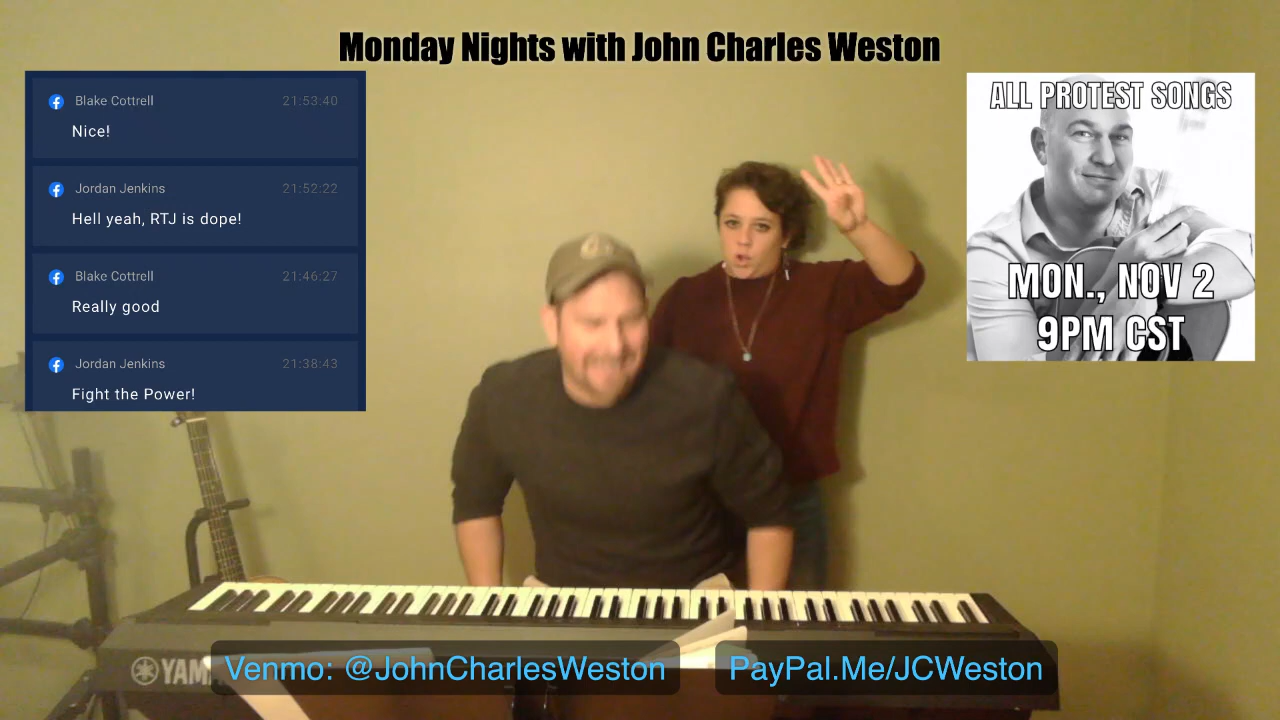 Monday Nights with John Charles Weston
Blake Cottrell 21:53:40
Nice!
Jordan Jenkins 21:52:22
Hell yeah, RTJ is dope!
Blake Cottrell 21:46:27
Really good
Jordan Jenkins 21:38:43
Fight the Power!
ALL PROTEST SONGS
MON., NOV 2
9PM CST
YAM
Venmo: @JohnCharlesWeston
PayPal.Me/JCWeston